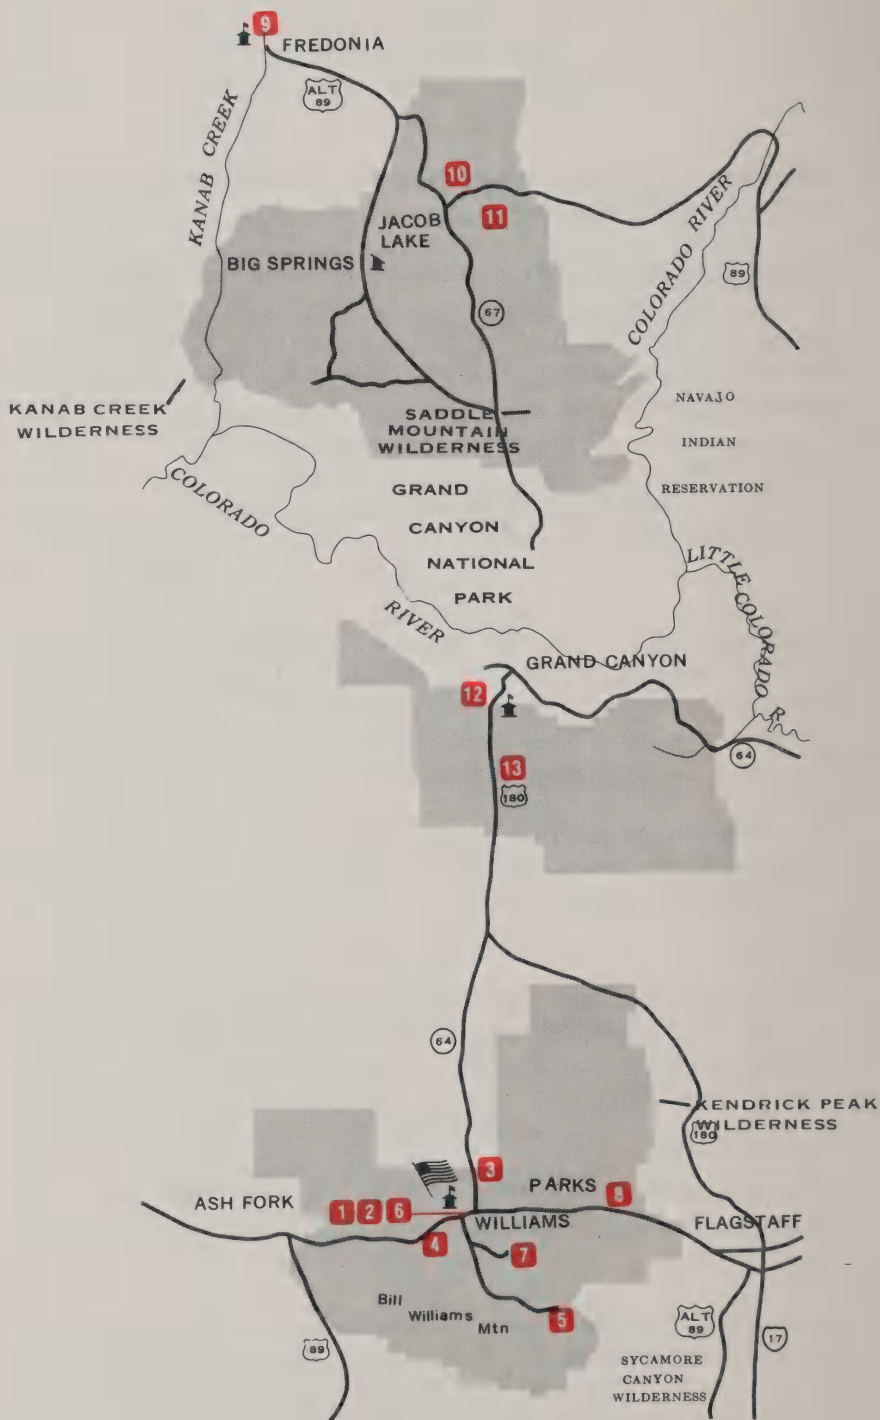 9
FREDONIA
ALT
89
KANAB CREEK
10
11
JACOB
LAKE
BIG SPRINGS
COLORADO RIVER
89
67
KANAB CREEK
WILDERNESS
SADDLE
MOUNTAIN
WILDERNESS
NAVAJO
INDIAN
RESERVATION
COLORADO
RIVER
GRAND
CANYON
NATIONAL
PARK
LITTLE COLORADO R.
GRAND CANYON
12
64
13
180
64
KENDRICK PEAK
WILDERNESS
180
3
PARKS
8
ASH FORK
1 2 6
WILLIAMS
FLAGSTAFF
4
7
Bill
Williams
Mtn
5
ALT
89
89
17
SYCAMORE
CANYON
WILDERNESS